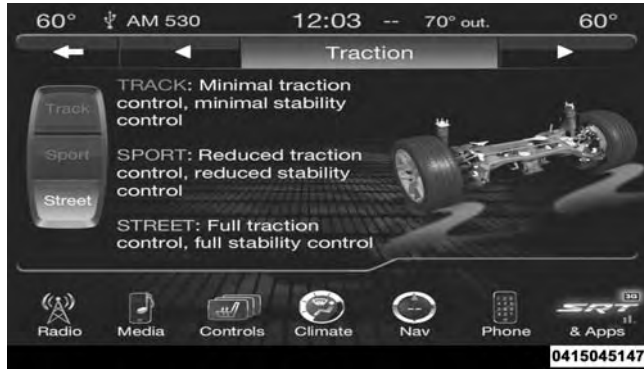 60° AM 530 12:03 -- 70° out. 60°
Traction
Track
Sport
Street
TRACK: Minimal traction
control, minimal stability
control
SPORT: Reduced traction
control, reduced stability
control
STREET: Full traction
control, full stability control
Radio Media Controls Climate Nav Phone SRT & Apps
3G
0415045147